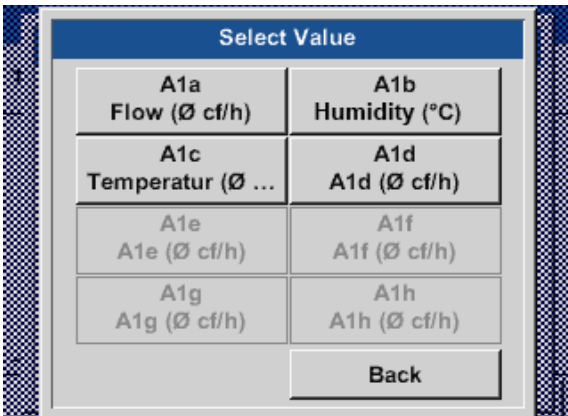 Select Value
A1a
Flow (Ø cf/h)
A1b
Humidity (°C)
A1c
Temperatur (Ø ...
A1d
A1d (Ø cf/h)
A1e
A1e (Ø cf/h)
A1f
A1f (Ø cf/h)
A1g
A1g (Ø cf/h)
A1h
A1h (Ø cf/h)
Back